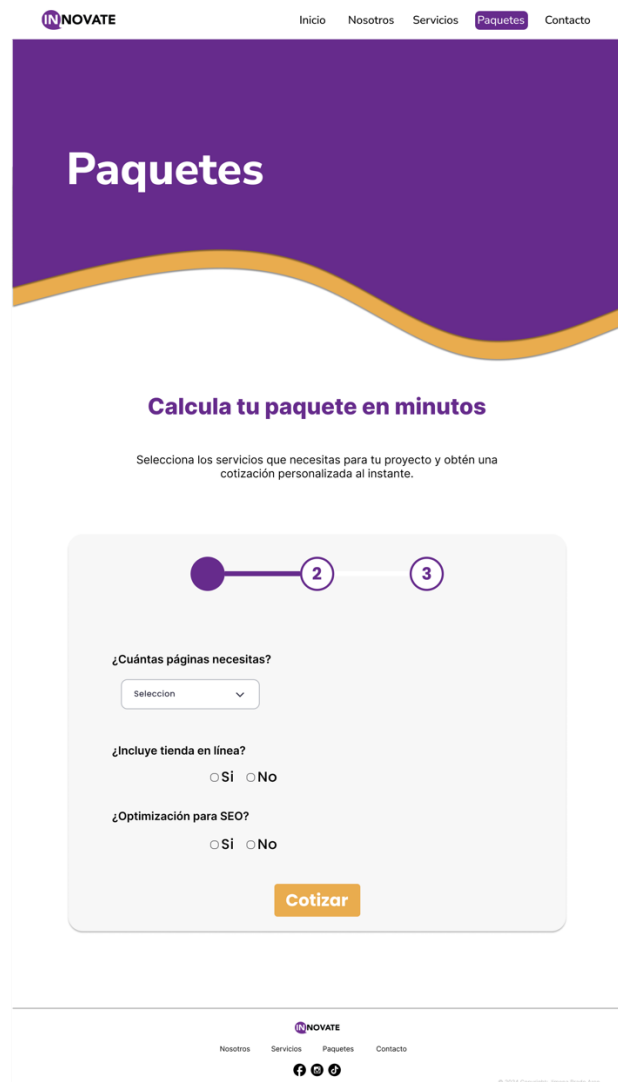 INNOVATE
Inicio Nosotros Servicios Paquetes Contacto
Paquetes
Calcula tu paquete en minutos
Selecciona los servicios que necesitas para tu proyecto y obtén una
cotización personalizada al instante.
2 3
¿Cuántas páginas necesitas?
Seleccion
¿Incluye tienda en línea?
Si No
¿Optimización para SEO?
Si No
Cotizar
INNOVATE
Nosotros Servicios Paquetes Contacto